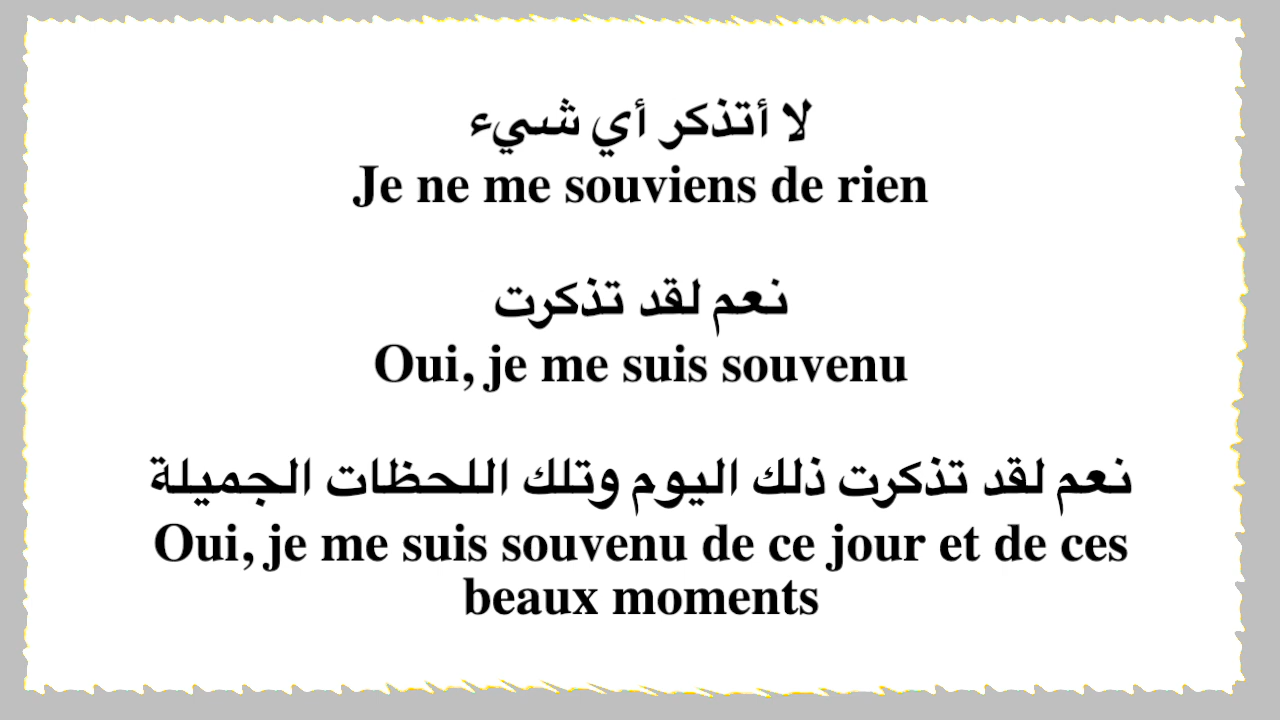 لا أتذكر أي شيء
Je ne me souviens de rien
نعم لقد تذكرت
Oui, je me suis souvenu
نعم لقد تذكرت ذلك اليوم وتلك اللحظات الجميلة
Oui, je me suis souvenu de ce jour et de ces
beaux moments